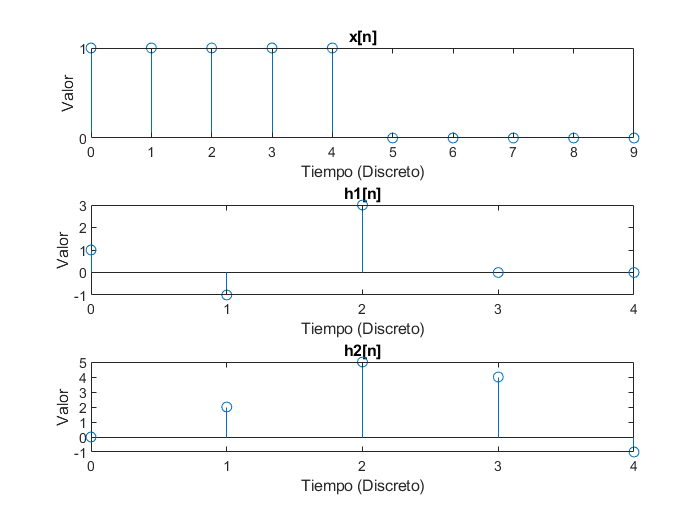 x[n]
Valor
1
0
0 1 2 3 4 5 6 7 8 9
Tiempo (Discreto)
h1[n]
Valor
3
2
1
0
-1
0 1 2 3 4
Tiempo (Discreto)
h2[n]
Valor
5
4
3
2
1
0
-1
0 1 2 3 4
Tiempo (Discreto)